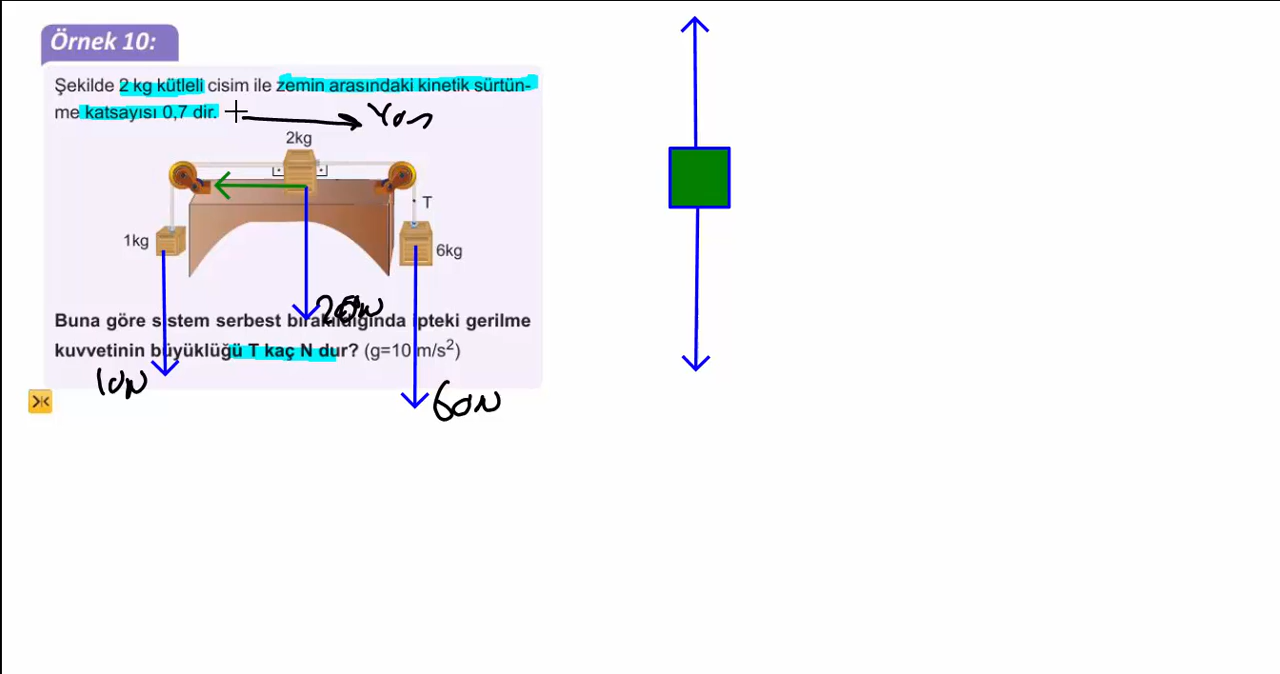 Örnek 10:
Şekilde 2 kg kütleli cisim ile zemin arasındaki kinetik sürtün-
me katsayısı 0,7 dir.
Yön
2kg
T
1kg
6kg
20N
Buna göre sistem serbest bırakıldığında ipteki gerilme
kuvvetinin büyüklüğü T kaç N dur? (g=10 m/s²)
10N
60N